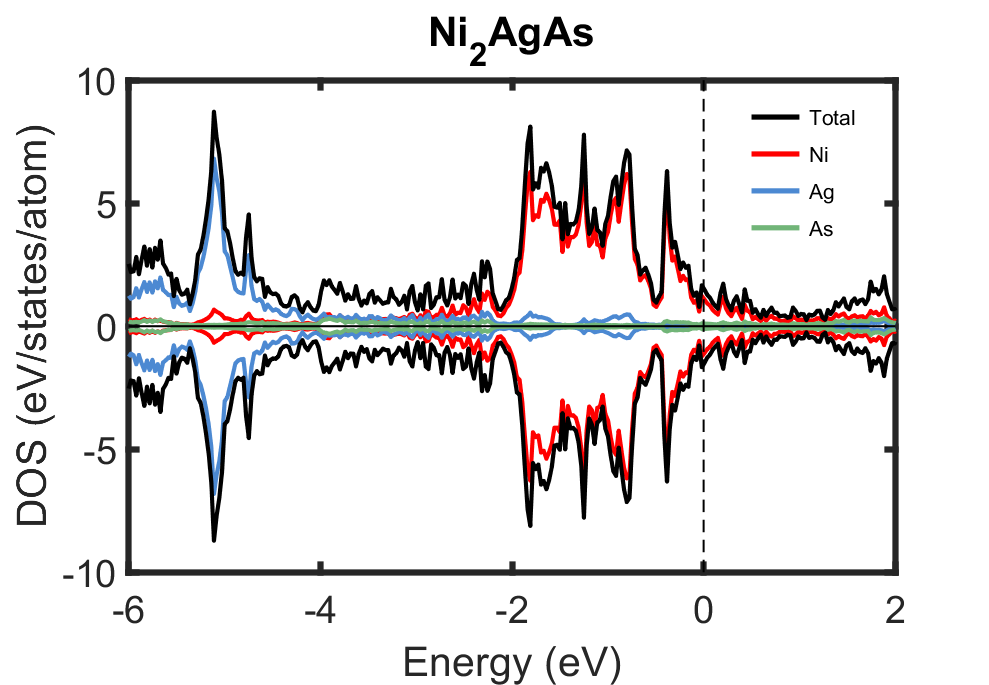 Ni₂AgAs
10
5
0
-5
-10
DOS (eV/states/atom)
-6
-4
-2
0
2
Energy (eV)
Total
Ni
Ag
As